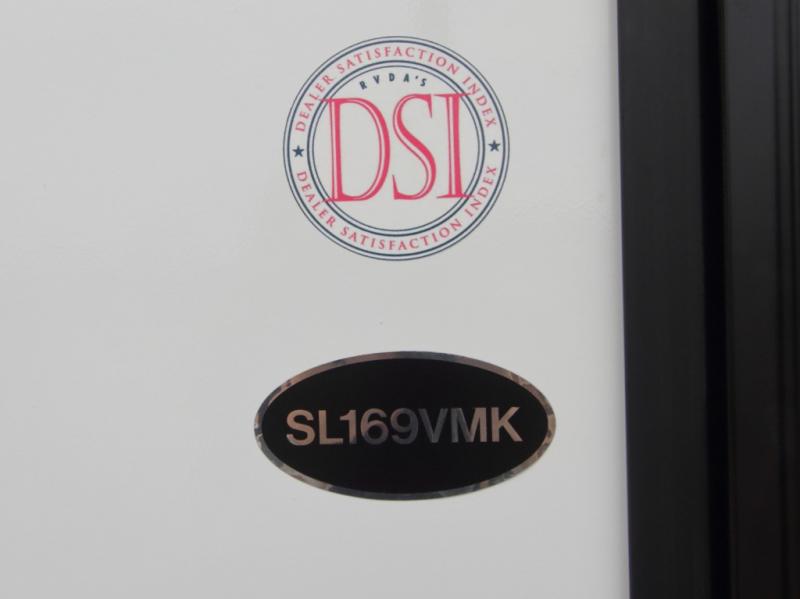 DEALER SATISFACTION INDEX
RVDA'S
DSI
DEALER SATISFACTION INDEX
SL169VMK